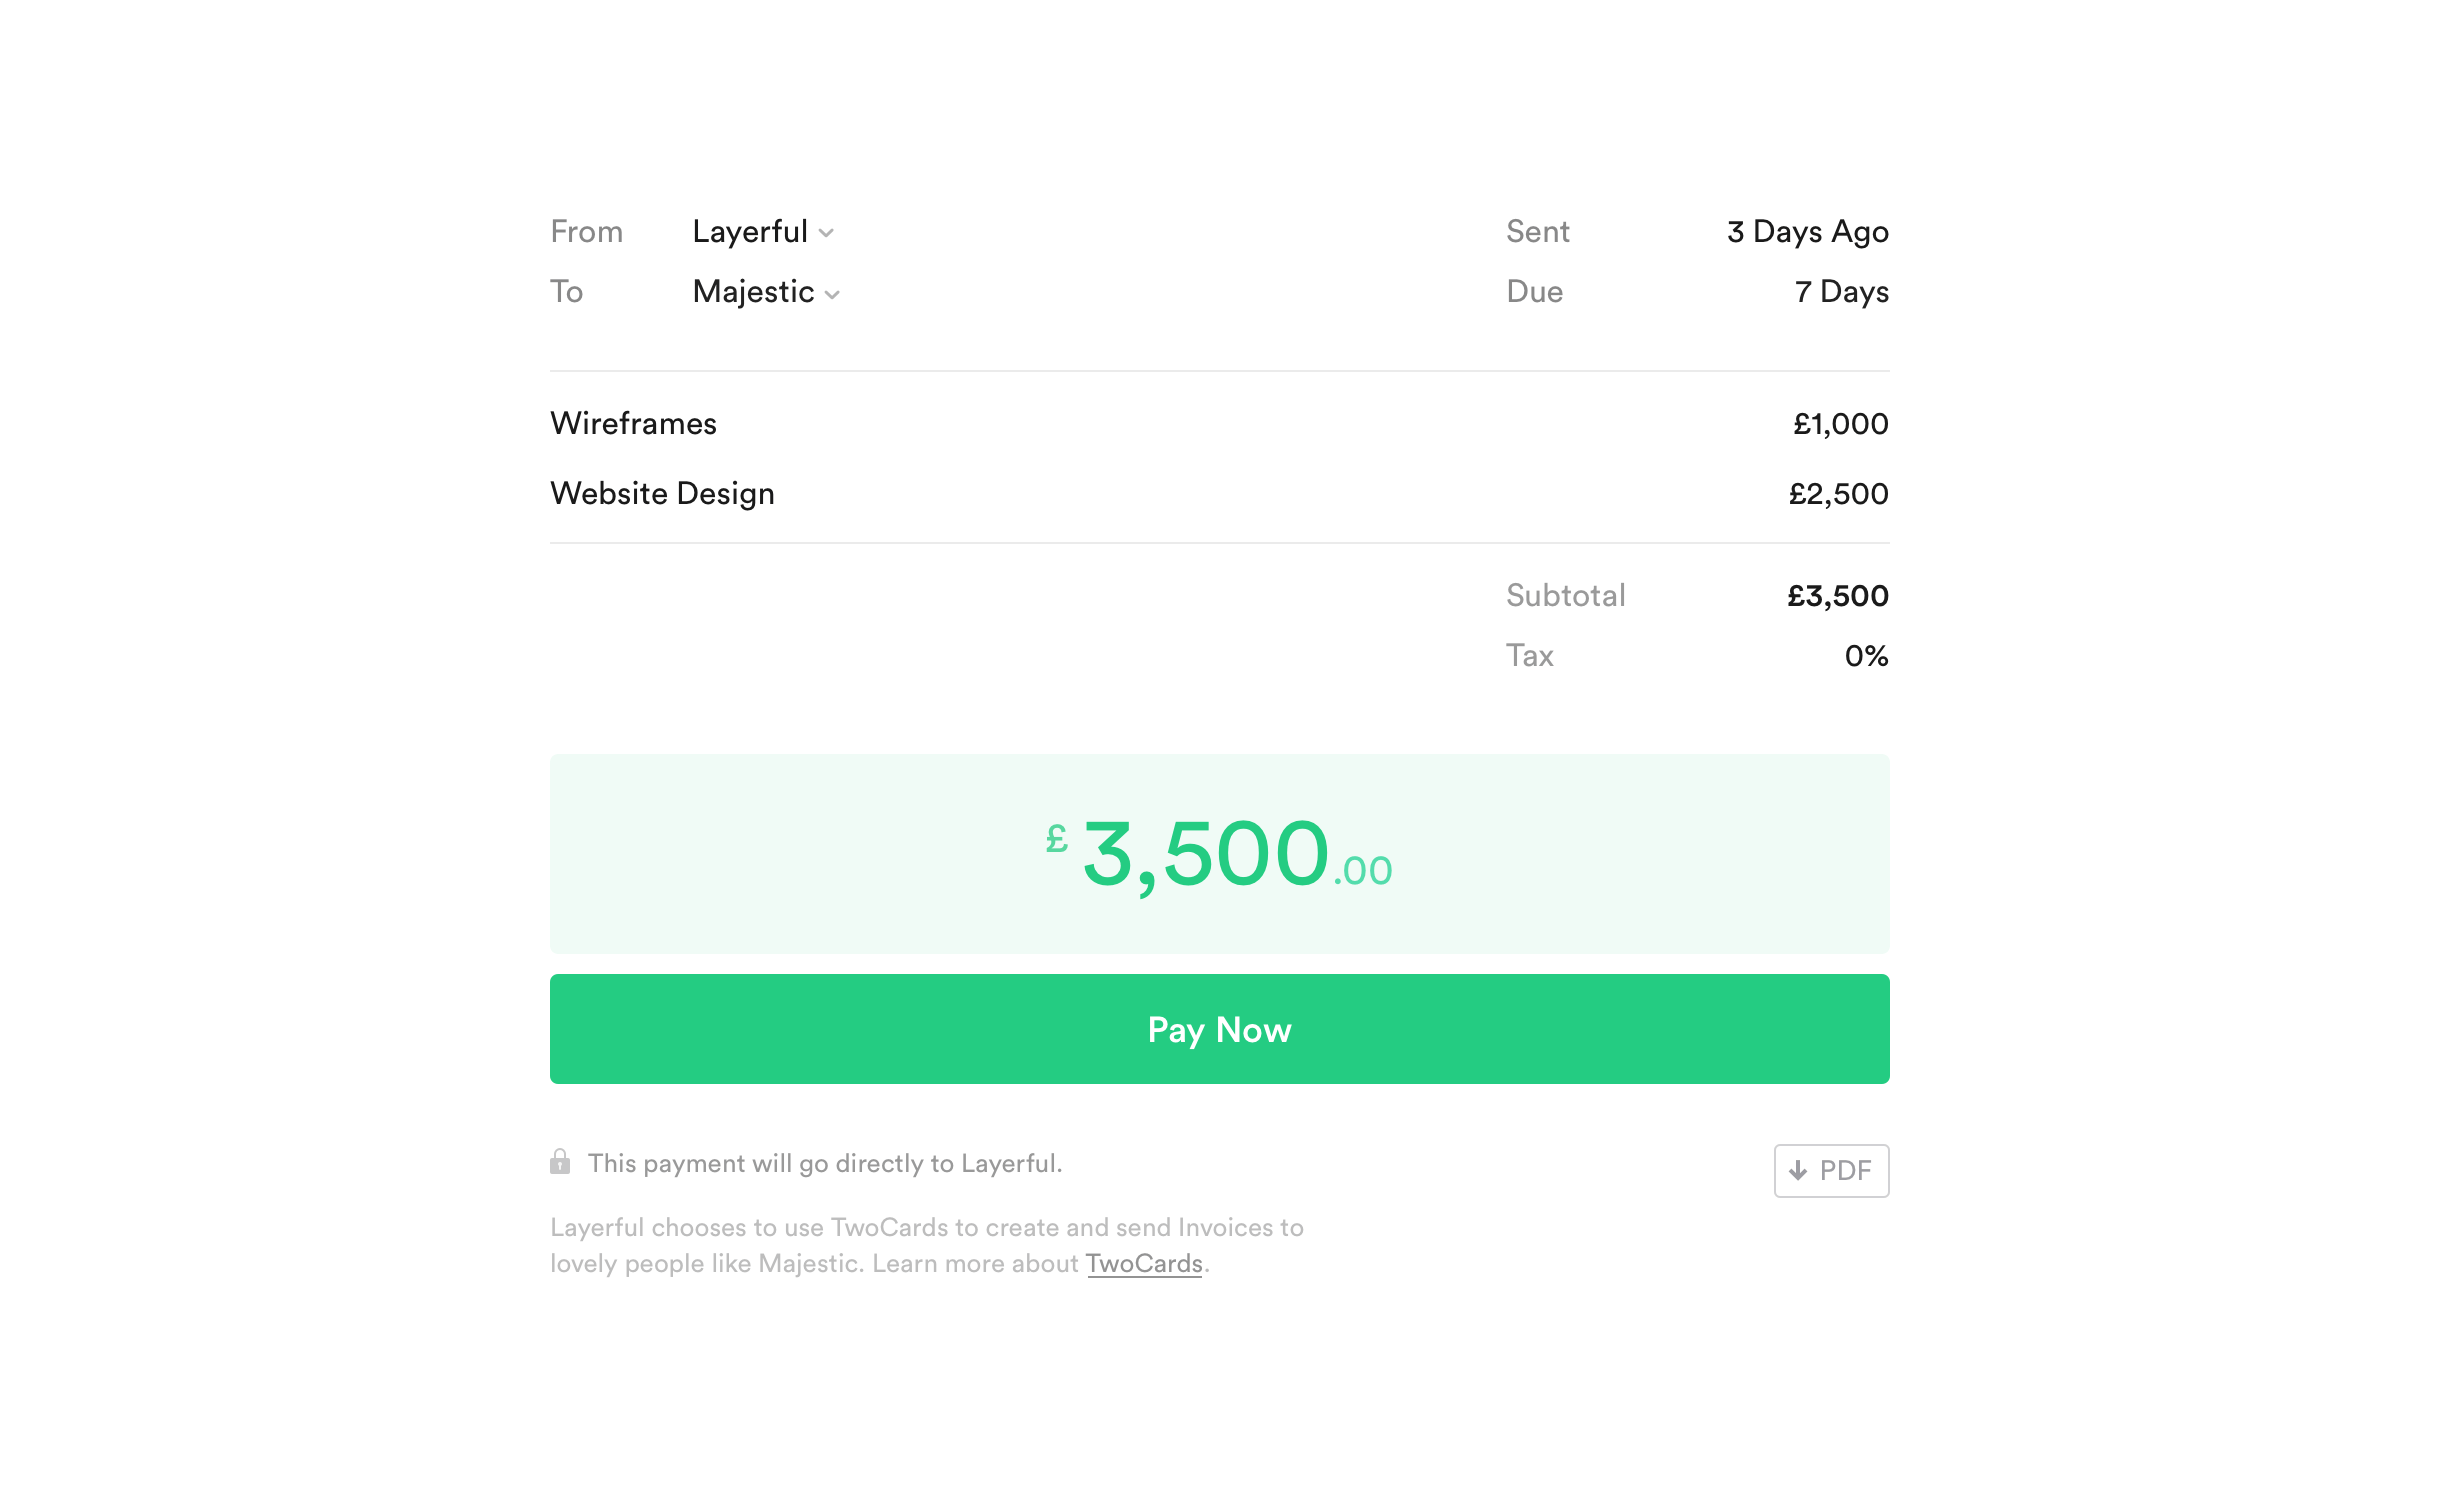 From Layerful Sent 3 Days Ago
To Majestic Due 7 Days
Wireframes £1,000
Website Design £2,500
Subtotal £3,500
Tax 0%
£3,500.00
Pay Now
This payment will go directly to Layerful.
PDF
Layerful chooses to use TwoCards to create and send Invoices to
lovely people like Majestic. Learn more about TwoCards.